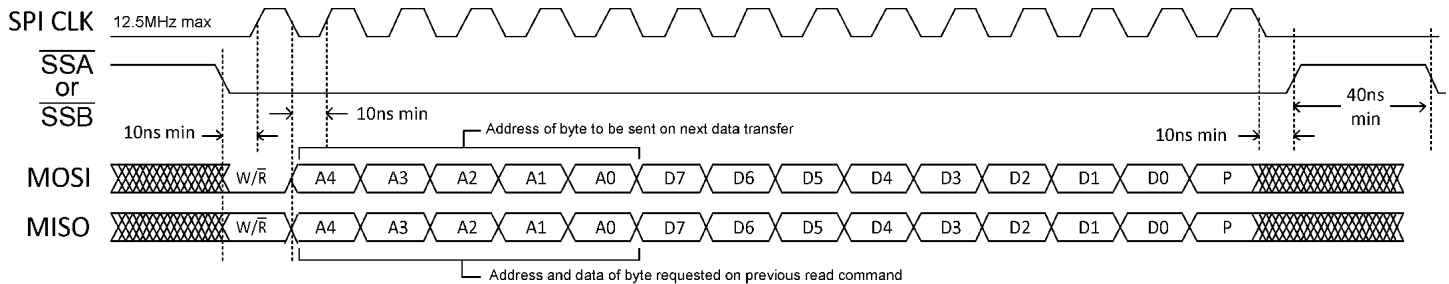 SPI CLK 12.5MHz max
SSA
or
SSB
10ns min
10ns min
40ns
min
10ns min
Address of byte to be sent on next data transfer
MOSI W/R A4 A3 A2 A1 A0 D7 D6 D5 D4 D3 D2 D1 D0 P
MISO W/R A4 A3 A2 A1 A0 D7 D6 D5 D4 D3 D2 D1 D0 P
Address and data of byte requested on previous read command